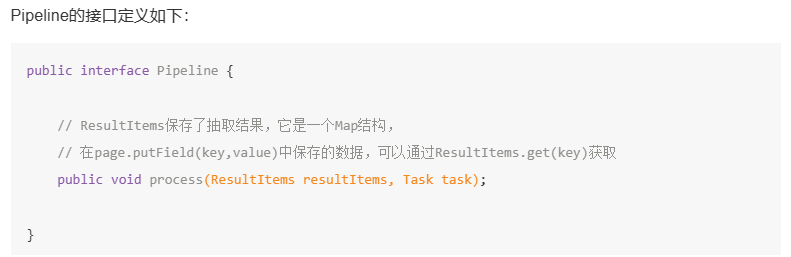 Pipeline的接口定义如下：
public interface Pipeline {
// ResultItems保存了抽取结果，它是一个Map结构，
// 在page.putField(key,value)中保存的数据，可以通过ResultItems.get(key)获取
public void process(ResultItems resultItems, Task task);
}